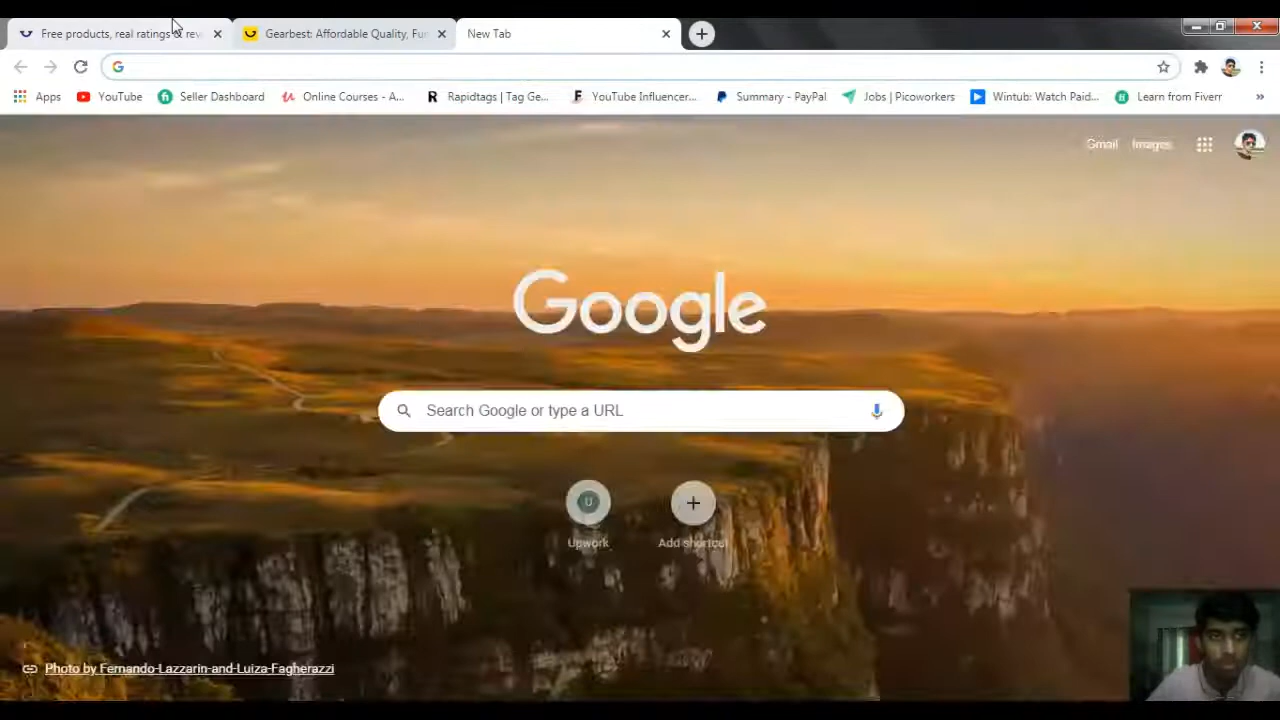 Free products, real ratings & rev
Gearbest: Affordable Quality, Fun
New Tab
Apps
YouTube
Seller Dashboard
Online Courses - A...
Rapidtags | Tag Ge...
YouTube Influencer...
Summary - PayPal
Jobs | Picoworkers
Wintub: Watch Paid...
Learn from Fiverr
»
Gmail
Images
Google
Search Google or type a URL
U
Upwork
Add shortcut
Photo by Fernando-Lazzarin-and-Luiza-Fagherazzi